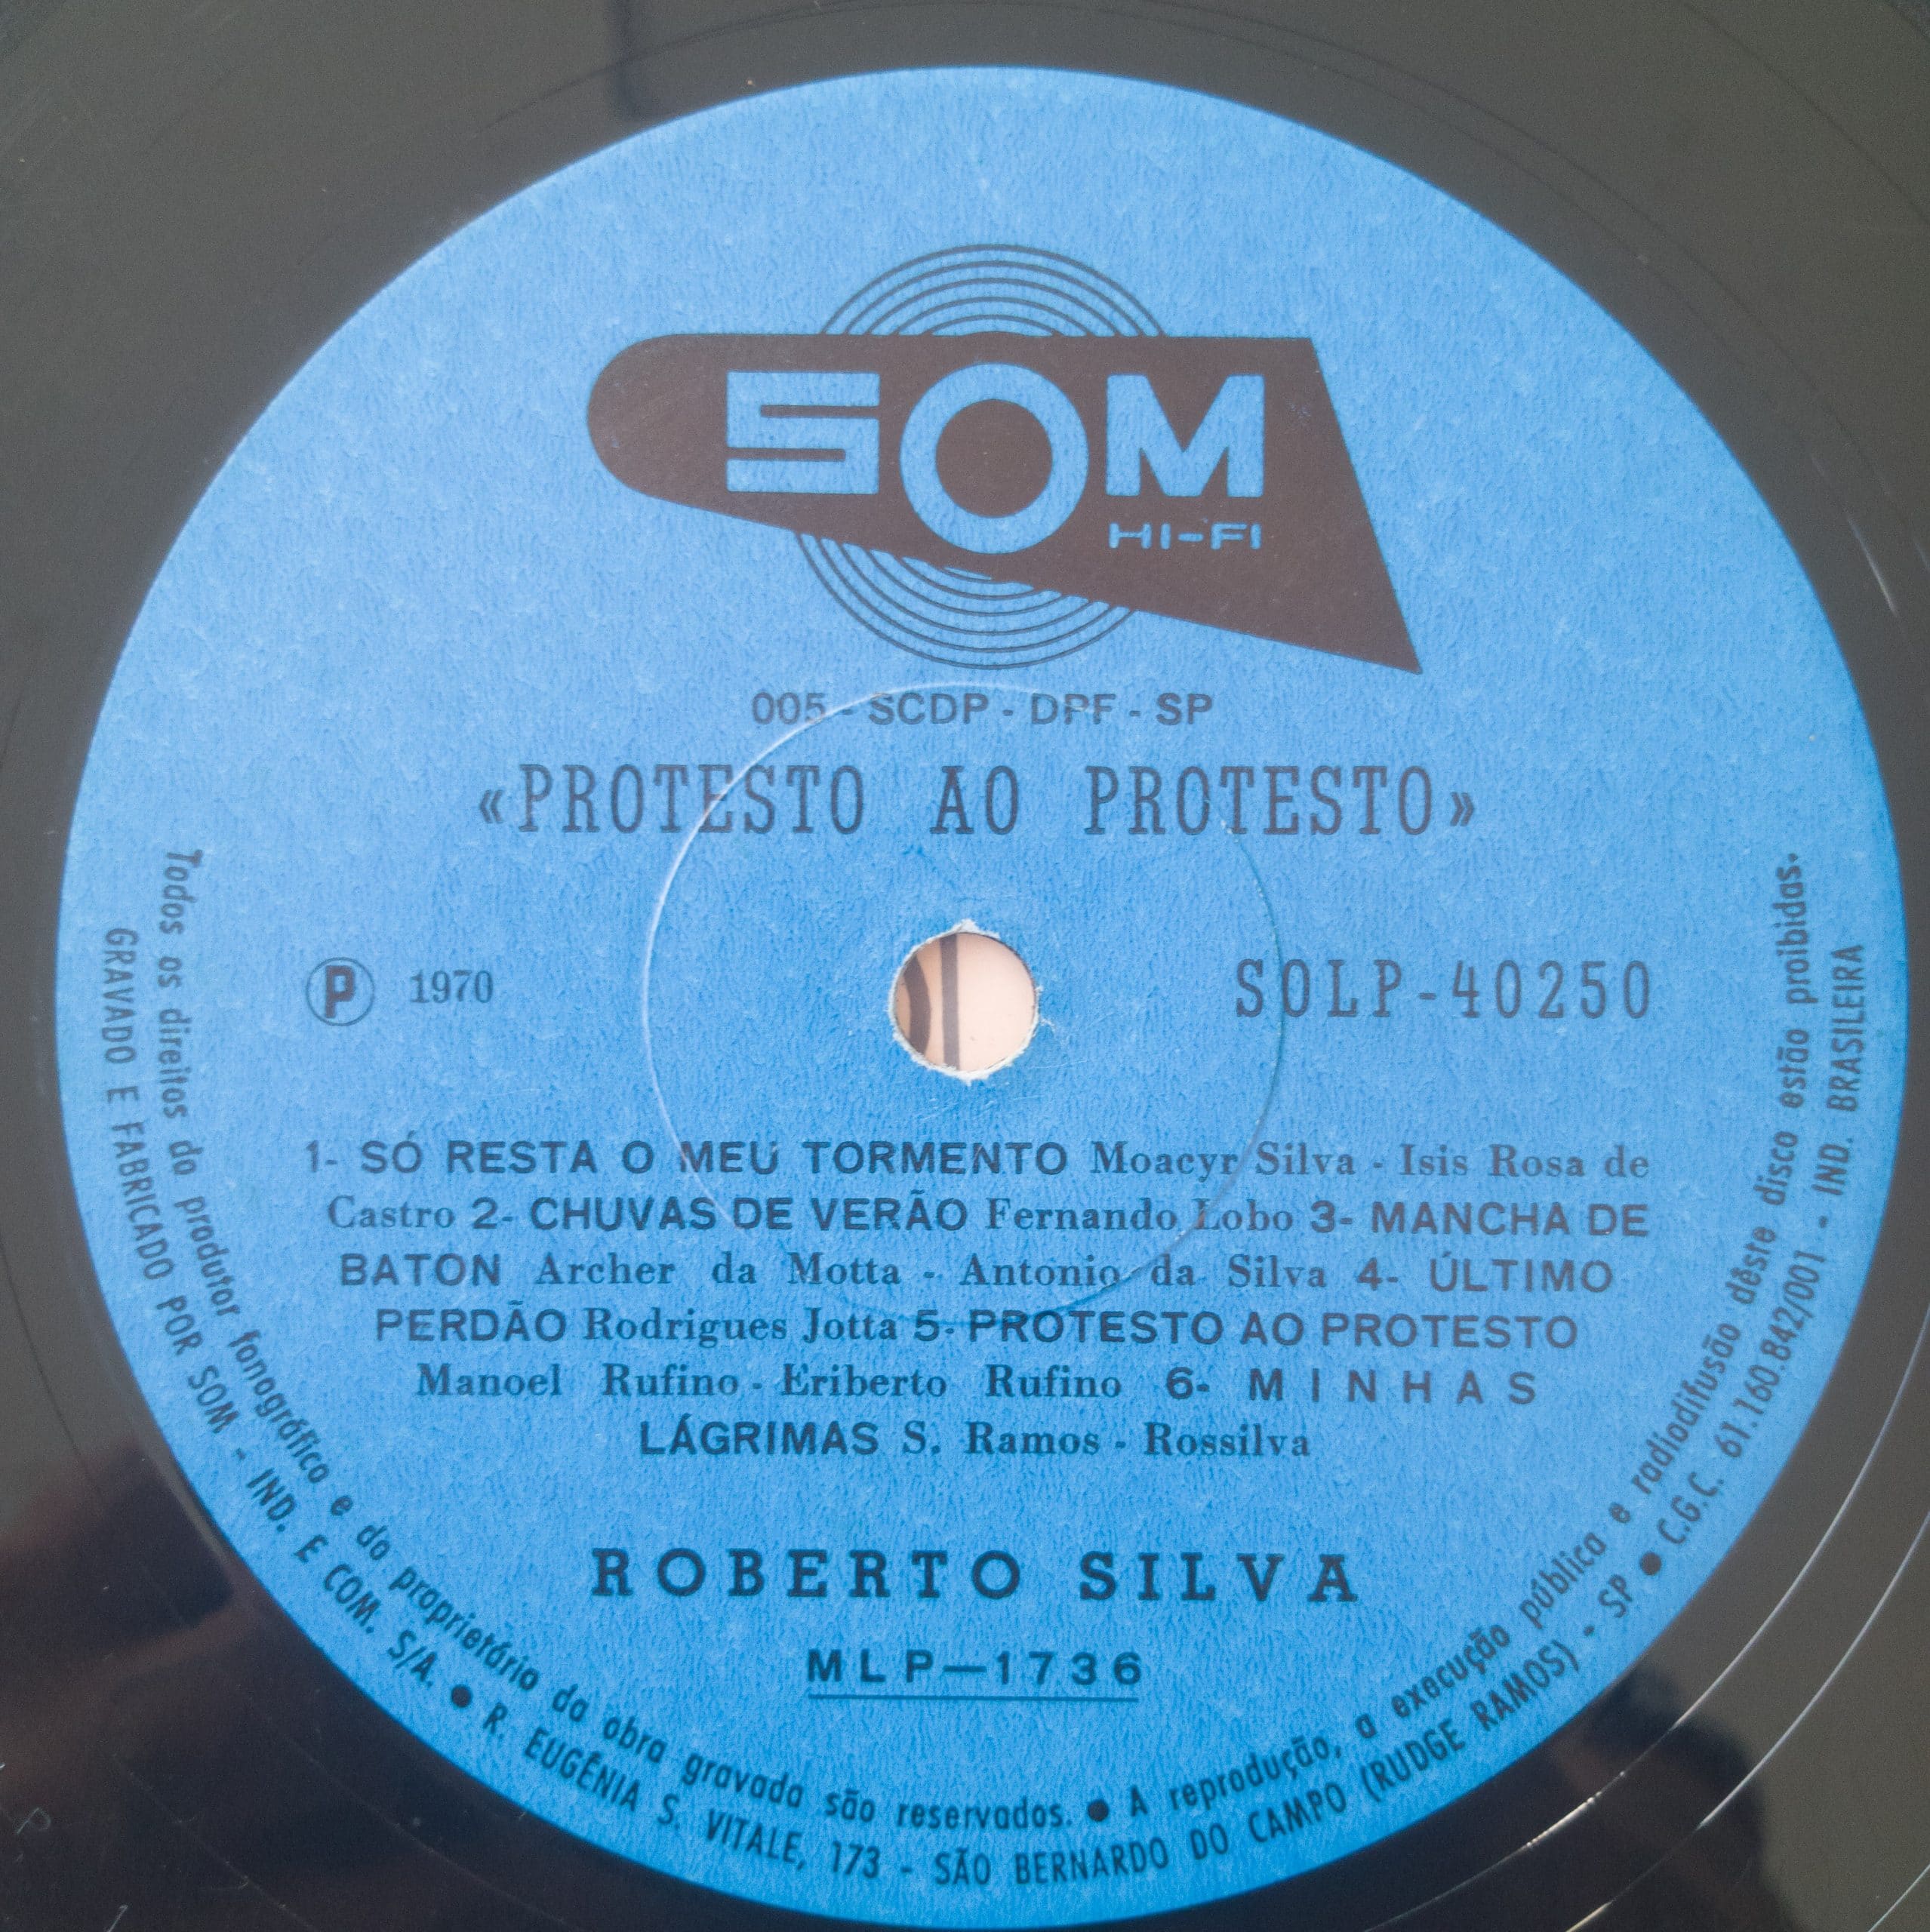 SOM
HI-FI
005 - SCDP - DPF - SP
«PROTESTO AO PROTESTO»
P 1970
SOLP-40250
1- SÓ RESTA O MEU TORMENTO Moacyr Silva - Isis Rosa de
Castro 2- CHUVAS DE VERÃO Fernando Lobo 3- MANCHA DE
BATON Archer da Motta - Antonio da Silva 4- ÚLTIMO
PERDÃO Rodrigues Jotta 5- PROTESTO AO PROTESTO
Manoel Rufino - Eriberto Rufino 6- MINHAS
LÁGRIMAS S. Ramos - Rossilva
ROBERTO SILVA
MLP-1736
Todos os direitos do produtor fonográfico e do proprietário da obra gravada são reservados. ● A reprodução, a execução pública e radiodifusão dêste disco estão proibidas.
GRAVADO E FABRICADO POR SOM - IND. E COM. S/A. ● R. EUGÊNIA S. VITALE, 173 - SÃO BERNARDO DO CAMPO (RUDGE RAMOS) - SP ● C.G.C. 61.160.842/001 - IND. BRASILEIRA